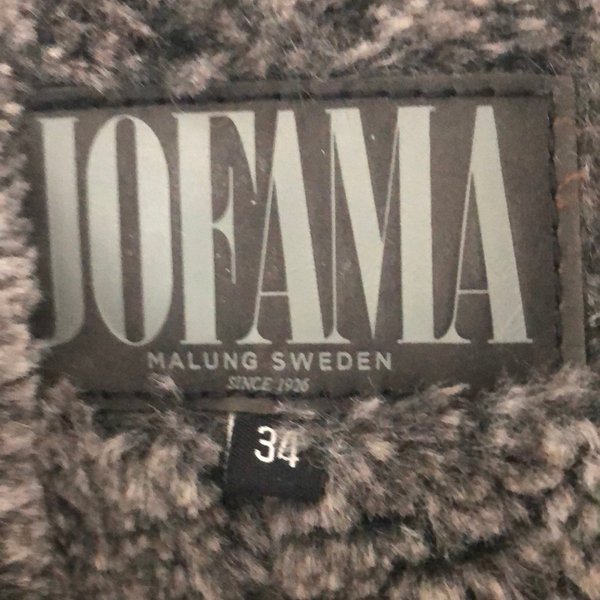 JOFAMA
MALUNG SWEDEN
SINCE 1926
34